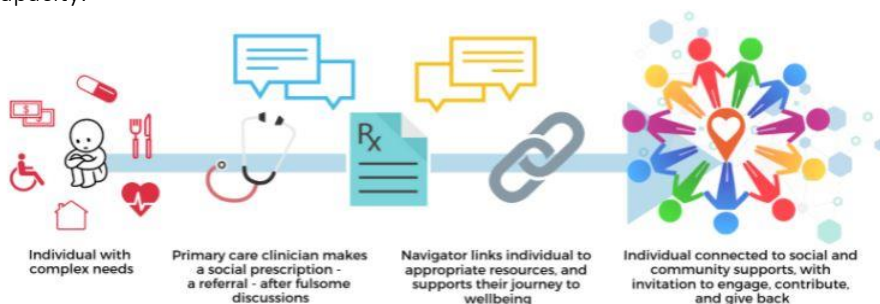 $
Rx
Individual with
complex needs
Primary care clinician makes
a social prescription -
a referral - after fulsome
discussions
Navigator links individual to
appropriate resources, and
supports their journey to
wellbeing
Individual connected to social and
community supports, with
invitation to engage, contribute,
and give back